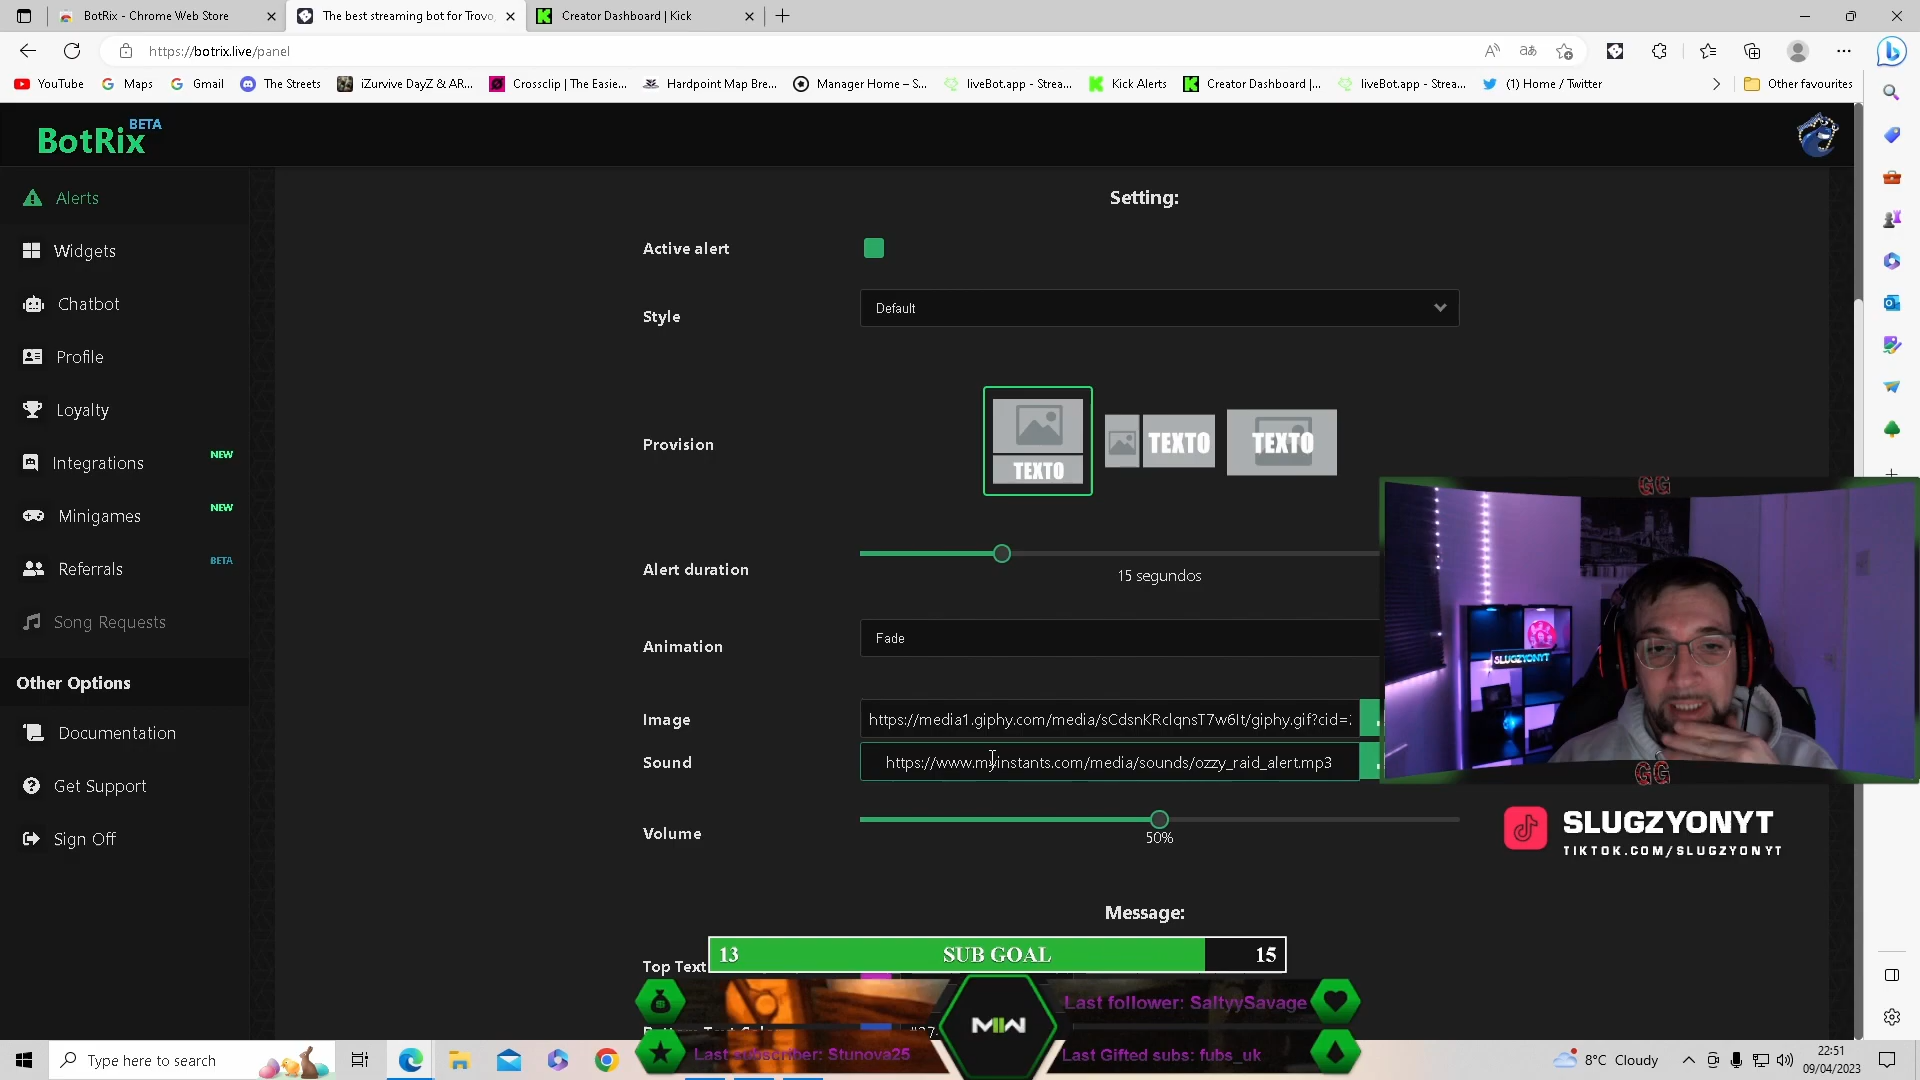 BotRix - Chrome Web Store
The best streaming bot for Trovo,
Creator Dashboard | Kick
https://botrix.live/panel
YouTube
Maps
Gmail
The Streets
iZurvive DayZ & AR...
Crossclip | The Easie...
Hardpoint Map Bre...
Manager Home – S...
liveBot.app - Strea...
Kick Alerts
Creator Dashboard |...
liveBot.app - Strea...
(1) Home / Twitter
Other favourites
BotRix
BETA
Alerts
Widgets
Chatbot
Profile
Loyalty
Integrations
NEW
Minigames
NEW
Referrals
BETA
Song Requests
Other Options
Documentation
Get Support
Sign Off
Setting:
Active alert
Style
Default
Provision
TEXTO
TEXTO
TEXTO
Alert duration
15 segundos
Animation
Fade
Image
https://media1.giphy.com/media/sCdsnKRclqnsT7w6It/giphy.gif?cid=
Sound
https://www.myinstants.com/media/sounds/ozzy_raid_alert.mp3
Volume
50%
Message:
Top Text
13
SUB GOAL
15
Last follower: SaltyySavage
MW
Last subscriber: Stunova25
Last Gifted subs: fubs_uk
GG
SLUGZYONYT
GG
SLUGZYONYT
TIKTOK.COM/SLUGZYONYT
Type here to search
8°C Cloudy
22:51
09/04/2023